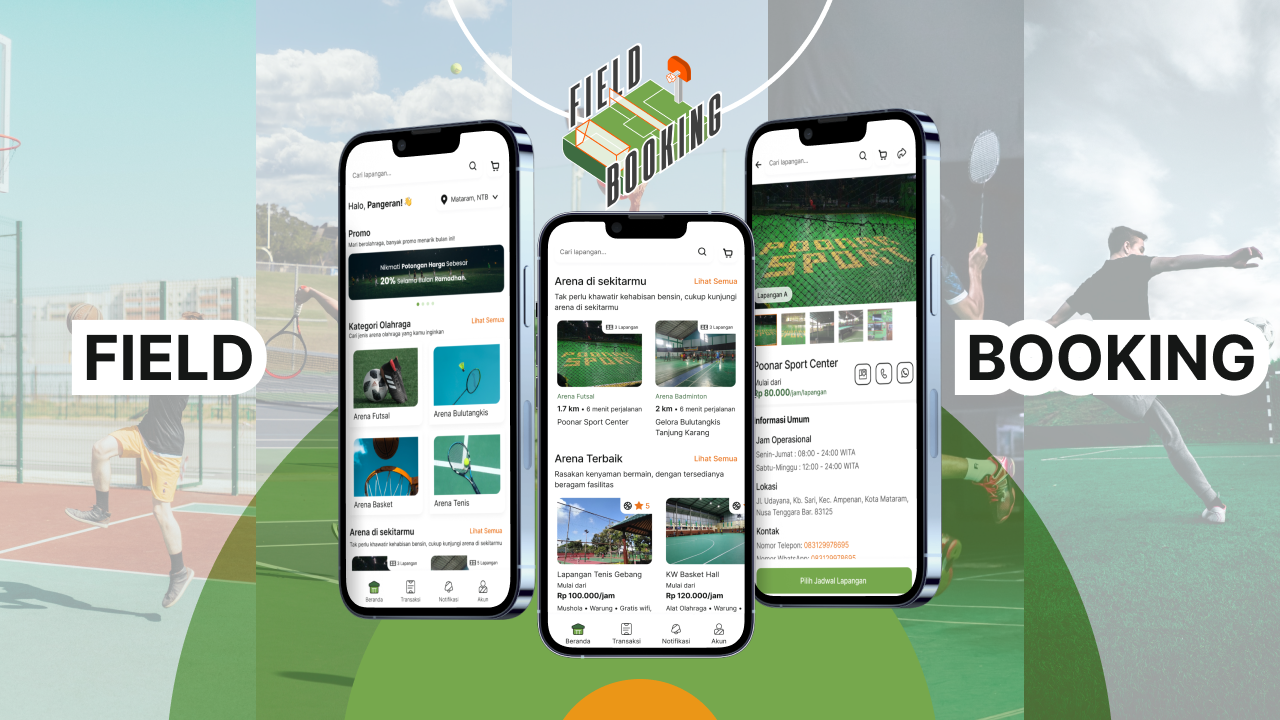 FIELD
BOOKING
FIELD
BOOKING
Cari lapangan...
Halo, Pangeran! 👋
Mataram, NTB
Promo
Mari berolahraga, banyak promo menarik bulan ini!
Nikmati Potongan Harga Sebesar
20% Selama Bulan Ramadhan.
Kategori Olahraga
Lihat Semua
Cari jenis arena olahraga yang kamu inginkan
Arena Futsal
Arena Bulutangkis
Arena Basket
Arena Tenis
Arena di sekitarmu
Lihat Semua
Tak perlu khawatir kehabisan bensin, cukup kunjungi arena di sekitarmu
3 Lapangan
5 Lapangan
Beranda
Transaksi
Notifikasi
Akun
Cari lapangan...
Arena di sekitarmu
Lihat Semua
Tak perlu khawatir kehabisan bensin, cukup kunjungi
arena di sekitarmu
3 Lapangan
3 Lapangan
POONAR
SPORT
Arena Futsal
Arena Badminton
1.7 km • 6 menit perjalanan
2 km • 6 menit perjalanan
Poonar Sport Center
Gelora Bulutangkis
Tanjung Karang
Arena Terbaik
Lihat Semua
Rasakan kenyaman bermain, dengan tersedianya
beragam fasilitas
5
Lapangan Tenis Gebang
KW Basket Hall
Mulai dari
Mulai dari
Rp 100.000/jam
Rp 120.000/jam
Mushola • Warung • Gratis wifi,
Alat Olahraga • Warung •
Beranda
Transaksi
Notifikasi
Akun
Cari lapangan...
POONAR
SPORT
Lapangan A
Poonar Sport Center
Mulai dari
Rp 80.000/jam/lapangan
Informasi Umum
Jam Operasional
Senin-Jumat : 08:00 - 24:00 WITA
Sabtu-Minggu : 12:00 - 24:00 WITA
Lokasi
Jl. Udayana, Kb. Sari, Kec. Ampenan, Kota Mataram,
Nusa Tenggara Bar. 83125
Kontak
Nomor Telepon: 083129978695
Nomor WhatsApp: 083129978695
Pilih Jadwal Lapangan